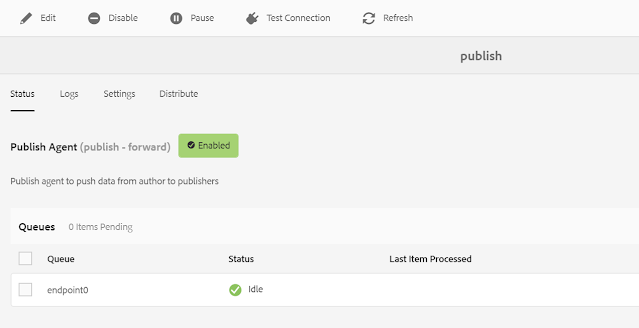 Edit Disable Pause Test Connection Refresh
publish
Status Logs Settings Distribute
Publish Agent (publish - forward) Enabled
Publish agent to push data from author to publishers
Queues 0 Items Pending
Queue Status Last Item Processed
endpoint0 Idle